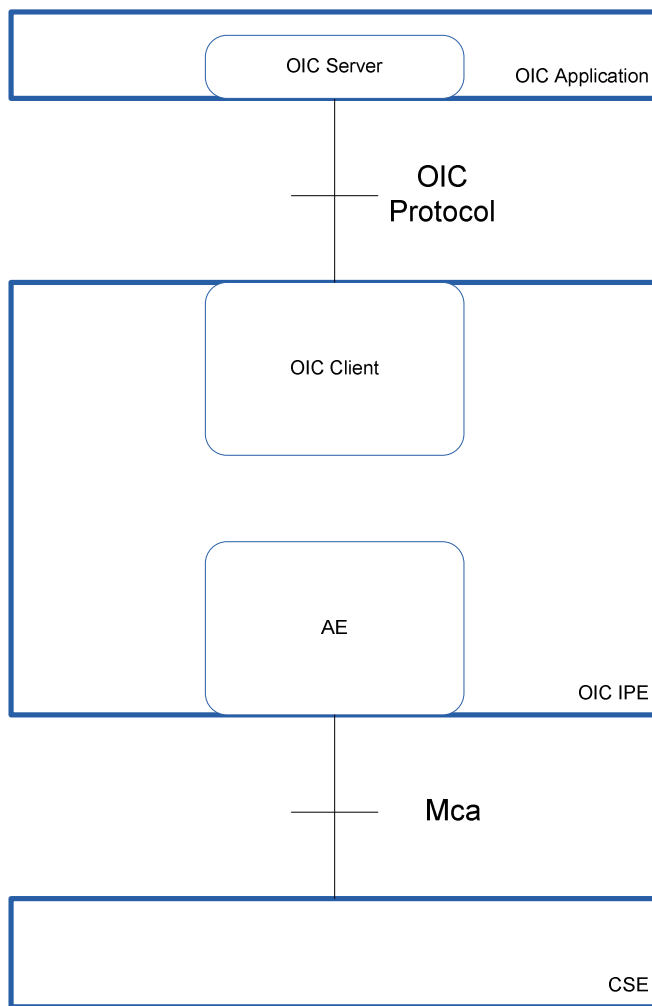 OIC Server
OIC Application
OIC
Protocol
OIC Client
AE
OIC IPE
Mca
CSE